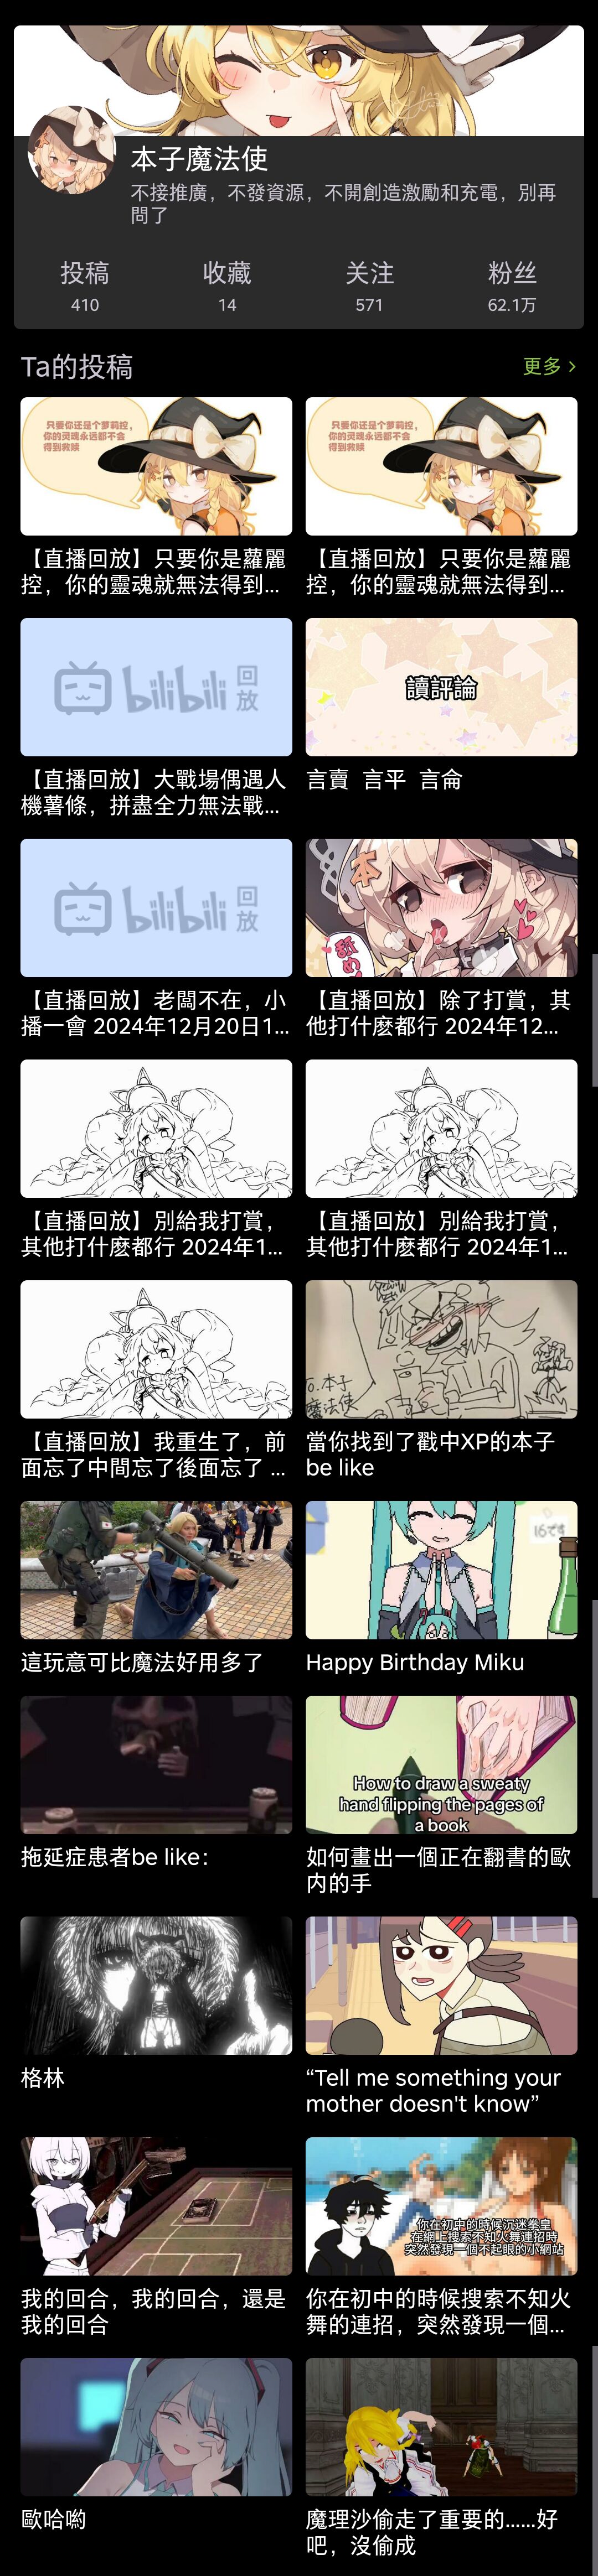 本子魔法使
不接推廣，不發資源，不開創造激勵和充電，別再
問了
投稿
收藏
关注
粉丝
410
14
571
62.1万
Ta的投稿
更多
只要你还是个萝莉控，
你的灵魂永远都不会
得到救赎
只要你还是个萝莉控，
你的灵魂永远都不会
得到救赎
【直播回放】只要你是蘿麗
控，你的靈魂就無法得到...
【直播回放】只要你是蘿麗
控，你的靈魂就無法得到...
bilibili
回放
讀評論
【直播回放】大戰場偶遇人
機薯條，拼盡全力無法戰...
言賣 言平 言侖
bilibili
回放
本
舐め
【直播回放】老闆不在，小
播一會 2024年12月20日1...
【直播回放】除了打賞，其
他打什麽都行 2024年12...
【直播回放】別給我打賞，
其他打什麽都行 2024年1...
【直播回放】別給我打賞，
其他打什麽都行 2024年1...
To.本子
魔法使
【直播回放】我重生了，前
面忘了中間忘了後面忘了 ...
當你找到了戳中XP的本子
be like
16です
這玩意可比魔法好用多了
Happy Birthday Miku
How to draw a sweaty
hand flipping the pages of
a book
拖延症患者be like：
如何畫出一個正在翻書的歐
内的手
格林
“Tell me something your
mother doesn't know”
你在初中的時候沉迷拳皇
在網上搜索不知火舞連招時
突然發現一個不起眼的小網站
我的回合，我的回合，還是
我的回合
你在初中的時候搜索不知火
舞的連招，突然發現一個...
歐哈喲
魔理沙偷走了重要的……好
吧，沒偷成